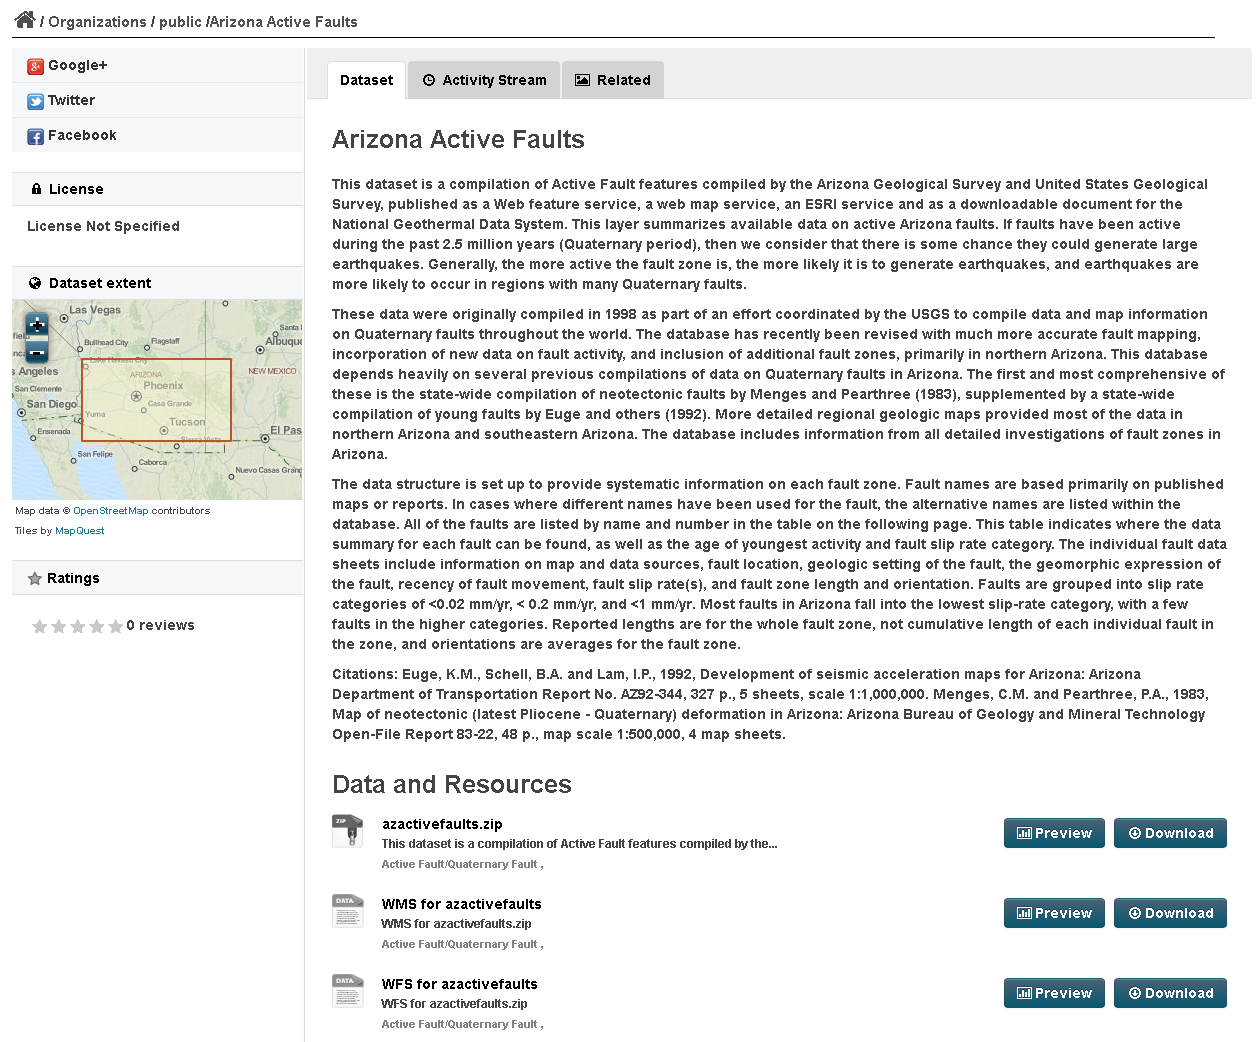 / Organizations / public /Arizona Active Faults
Google+
Twitter
Facebook
License
License Not Specified
Dataset extent
Las Vegas
Bullhead City
Flagstaff
Lake Havasu City
Santa
Albuqu
s Angeles
ARIZONA
NEW MEXICO
San Clemente
Phoenix
San Diego
Casa Grande
Yuma
Tucson
Ensenada
Sierra Vista
El Pas
San Felipe
Caborca
Nuevo Casas Grand
Map data © OpenStreetMap contributors
Tiles by MapQuest
Ratings
0 reviews
Dataset
Activity Stream
Related
Arizona Active Faults
This dataset is a compilation of Active Fault features compiled by the Arizona Geological Survey and United States Geological
Survey, published as a Web feature service, a web map service, an ESRI service and as a downloadable document for the
National Geothermal Data System. This layer summarizes available data on active Arizona faults. If faults have been active
during the past 2.5 million years (Quaternary period), then we consider that there is some chance they could generate large
earthquakes. Generally, the more active the fault zone is, the more likely it is to generate earthquakes, and earthquakes are
more likely to occur in regions with many Quaternary faults.
These data were originally compiled in 1998 as part of an effort coordinated by the USGS to compile data and map information
on Quaternary faults throughout the world. The database has recently been revised with much more accurate fault mapping,
incorporation of new data on fault activity, and inclusion of additional fault zones, primarily in northern Arizona. This database
depends heavily on several previous compilations of data on Quaternary faults in Arizona. The first and most comprehensive of
these is the state-wide compilation of neotectonic faults by Menges and Pearthree (1983), supplemented by a state-wide
compilation of young faults by Euge and others (1992). More detailed regional geologic maps provided most of the data in
northern Arizona and southeastern Arizona. The database includes information from all detailed investigations of fault zones in
Arizona.
The data structure is set up to provide systematic information on each fault zone. Fault names are based primarily on published
maps or reports. In cases where different names have been used for the fault, the alternative names are listed within the
database. All of the faults are listed by name and number in the table on the following page. This table indicates where the data
summary for each fault can be found, as well as the age of youngest activity and fault slip rate category. The individual fault data
sheets include information on map and data sources, fault location, geologic setting of the fault, the geomorphic expression of
the fault, recency of fault movement, fault slip rate(s), and fault zone length and orientation. Faults are grouped into slip rate
categories of <0.02 mm/yr, < 0.2 mm/yr, and <1 mm/yr. Most faults in Arizona fall into the lowest slip-rate category, with a few
faults in the higher categories. Reported lengths are for the whole fault zone, not cumulative length of each individual fault in
the zone, and orientations are averages for the fault zone.
Citations: Euge, K.M., Schell, B.A. and Lam, I.P., 1992, Development of seismic acceleration maps for Arizona: Arizona
Department of Transportation Report No. AZ92-344, 327 p., 5 sheets, scale 1:1,000,000. Menges, C.M. and Pearthree, P.A., 1983,
Map of neotectonic (latest Pliocene - Quaternary) deformation in Arizona: Arizona Bureau of Geology and Mineral Technology
Open-File Report 83-22, 48 p., map scale 1:500,000, 4 map sheets.
Data and Resources
ZIP
azactivefaults.zip
This dataset is a compilation of Active Fault features compiled by the...
Active Fault/Quaternary Fault ,
Preview
Download
DATA
WMS for azactivefaults
WMS for azactivefaults.zip
Active Fault/Quaternary Fault ,
Preview
Download
DATA
WFS for azactivefaults
WFS for azactivefaults.zip
Active Fault/Quaternary Fault ,
Preview
Download